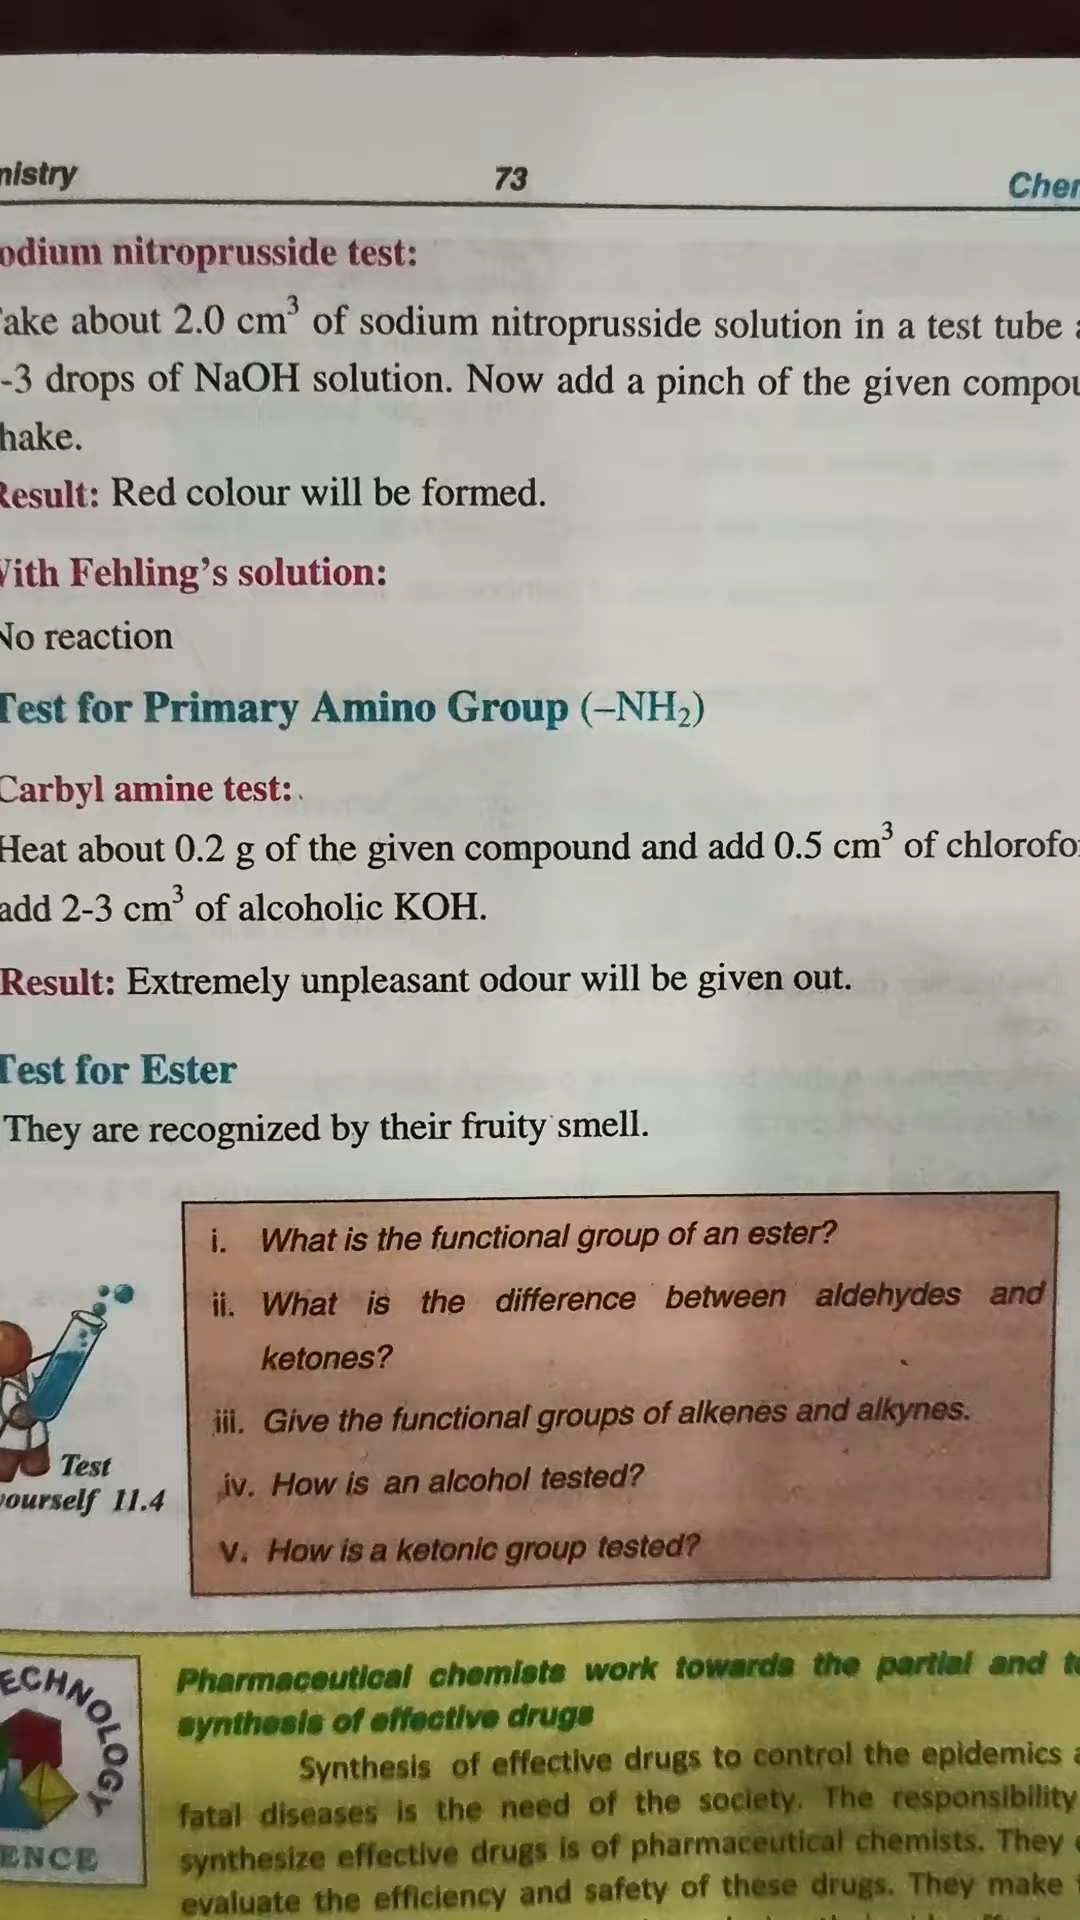 mistry 73 Chem
odium nitroprusside test:
ake about 2.0 cm³ of sodium nitroprusside solution in a test tube a
-3 drops of NaOH solution. Now add a pinch of the given compou
hake.
Result: Red colour will be formed.
With Fehling's solution:
No reaction
Test for Primary Amino Group (–NH₂)
Carbyl amine test:
Heat about 0.2 g of the given compound and add 0.5 cm³ of chlorofo
add 2-3 cm³ of alcoholic KOH.
Result: Extremely unpleasant odour will be given out.
Test for Ester
They are recognized by their fruity smell.
i. What is the functional group of an ester?
ii. What is the difference between aldehydes and
ketones?
iii. Give the functional groups of alkenes and alkynes.
iv. How is an alcohol tested?
v. How is a ketonic group tested?
Test
yourself 11.4
ECHNOLOGY
ENCE
Pharmaceutical chemists work towards the partial and to
synthesis of effective drugs
Synthesis of effective drugs to control the epidemics a
fatal diseases is the need of the society. The responsibility
synthesize effective drugs is of pharmaceutical chemists. They
evaluate the efficiency and safety of these drugs. They make